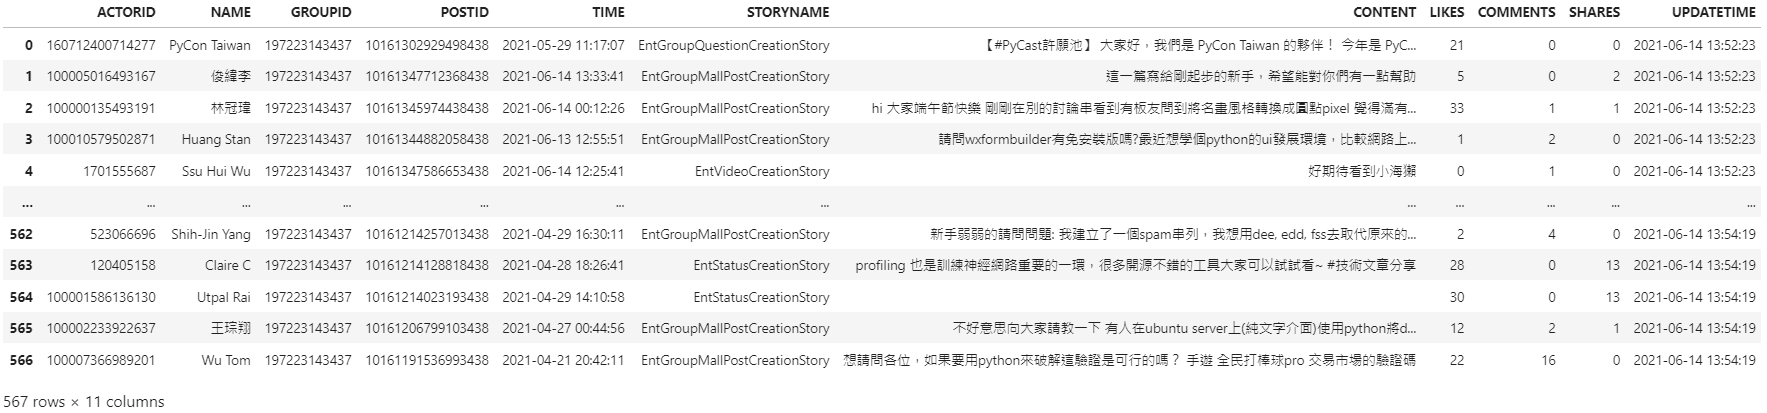 ACTORID NAME GROUPID POSTID TIME STORYNAME CONTENT LIKES COMMENTS SHARES UPDATETIME
0 160712400714277 PyCon Taiwan 197223143437 10161302929498438 2021-05-29 11:17:07 EntGroupQuestionCreationStory 【#PyCast許願池】 大家好，我們是 PyCon Taiwan 的夥伴！ 今年是 PyC... 21 0 0 2021-06-14 13:52:23
1 100005016493167 俊緯李 197223143437 10161347712368438 2021-06-14 13:33:41 EntGroupMallPostCreationStory 這一篇寫給剛起步的新手，希望能對你們有一點幫助 5 0 2 2021-06-14 13:52:23
2 100000135493191 林冠瑋 197223143437 10161345974438438 2021-06-14 00:12:26 EntGroupMallPostCreationStory hi 大家端午節快樂 剛剛在別的討論串看到有板友問到將名畫風格轉換成圓點pixel 覺得滿有... 33 1 1 2021-06-14 13:52:23
3 100010579502871 Huang Stan 197223143437 10161344882058438 2021-06-13 12:55:51 EntGroupMallPostCreationStory 請問wxformbuilder有免安裝版嗎?最近想學個python的ui發展環境，比較網路上... 1 2 0 2021-06-14 13:52:23
4 1701555687 Ssu Hui Wu 197223143437 10161347586653438 2021-06-14 12:25:41 EntVideoCreationStory 好期待看到小海獺 0 1 0 2021-06-14 13:52:23
... ... ... ... ... ... ... ... ... ... ... ...
562 523066696 Shih-Jin Yang 197223143437 10161214257013438 2021-04-29 16:30:11 EntGroupMallPostCreationStory 新手弱弱的請問問題: 我建立了一個spam串列，我想用dee, edd, fss去取代原來的... 2 4 0 2021-06-14 13:54:19
563 120405158 Claire C 197223143437 10161214128818438 2021-04-28 18:26:41 EntStatusCreationStory profiling 也是訓練神經網路重要的一環，很多開源不錯的工具大家可以試試看~ #技術文章分享 28 0 13 2021-06-14 13:54:19
564 100001586136130 Utpal Rai 197223143437 10161214023193438 2021-04-29 14:10:58 EntStatusCreationStory 30 0 13 2021-06-14 13:54:19
565 100002233922637 王琮翔 197223143437 10161206799103438 2021-04-27 00:44:56 EntGroupMallPostCreationStory 不好意思向大家請教一下 有人在ubuntu server上(純文字介面)使用python將d... 12 2 1 2021-06-14 13:54:19
566 100007366989201 Wu Tom 197223143437 10161191536993438 2021-04-21 20:42:11 EntGroupMallPostCreationStory 想請問各位，如果要用python來破解這驗證是可行的嗎？ 手遊 全民打棒球pro 交易市場的驗證碼 22 16 0 2021-06-14 13:54:19
567 rows × 11 columns